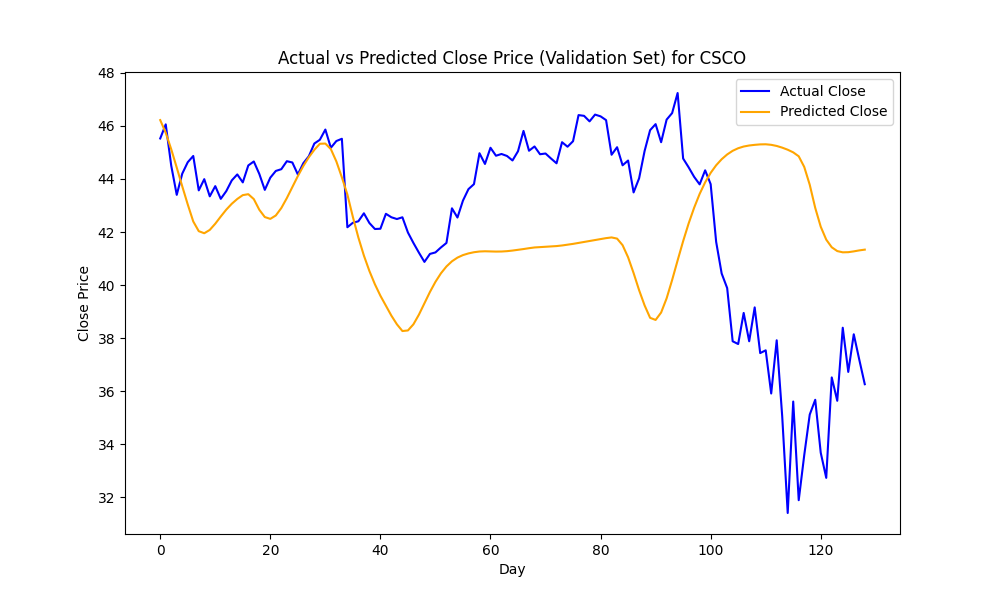 Actual vs Predicted Close Price (Validation Set) for CSCO
Actual Close
Predicted Close
Close Price
48
46
44
42
40
38
36
34
32
0 20 40 60 80 100 120
Day